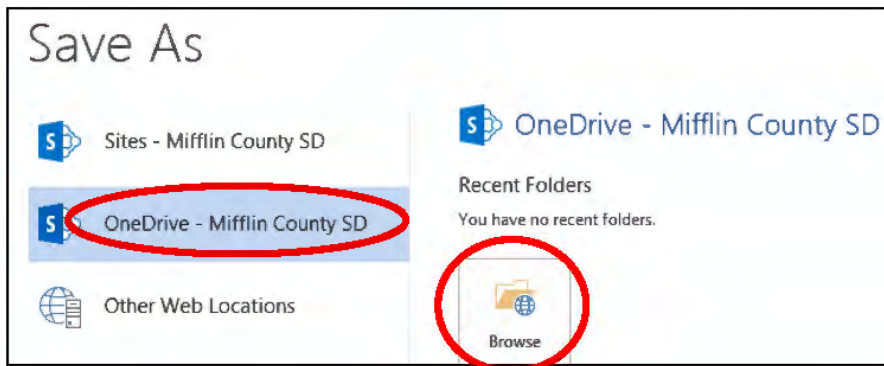 Save As
Sites - Mifflin County SD
OneDrive - Mifflin County SD
Other Web Locations
OneDrive - Mifflin County SD
Recent Folders
You have no recent folders.
Browse